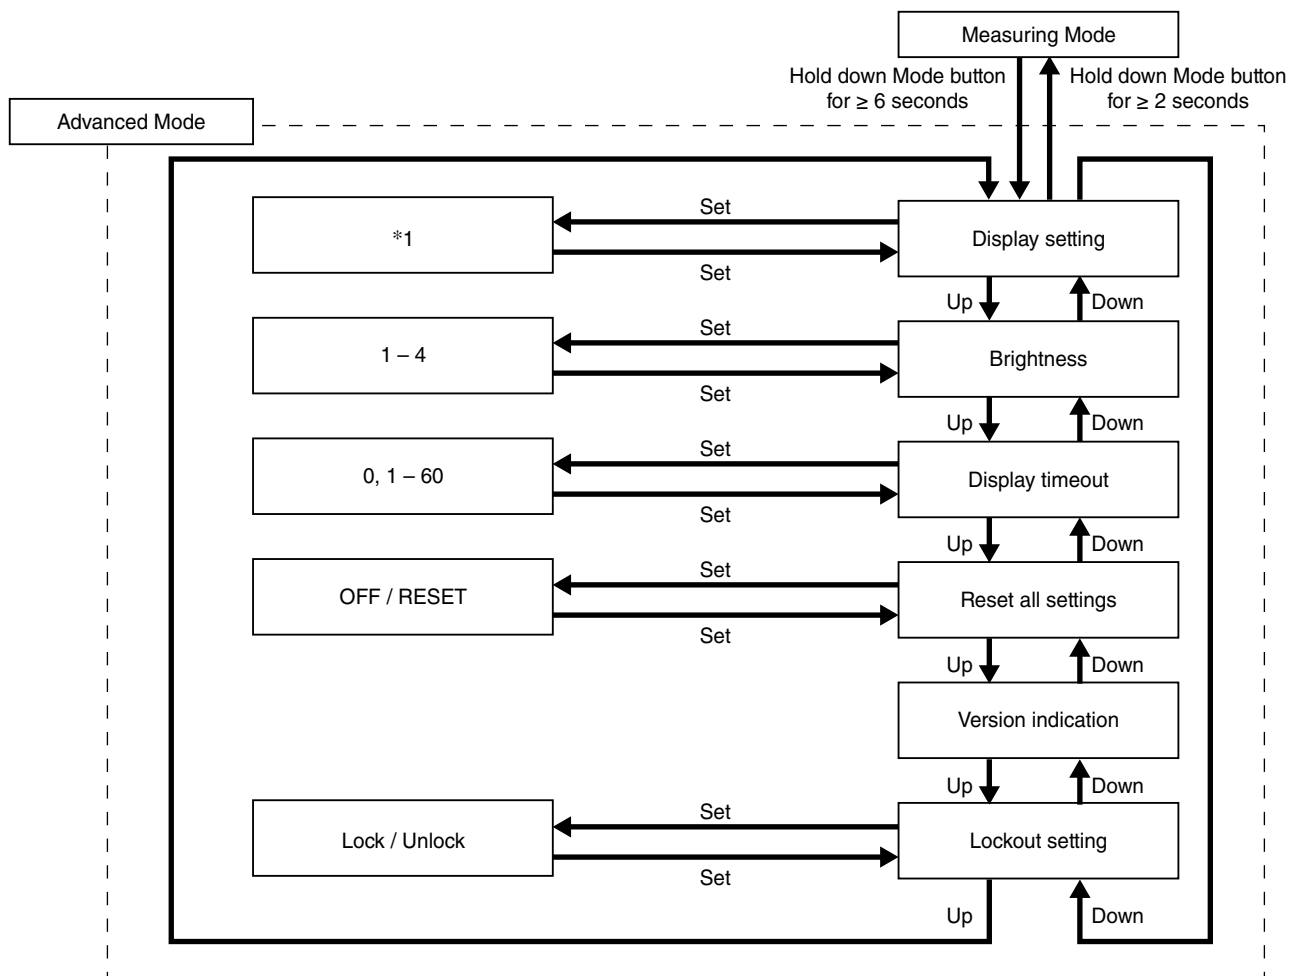 Measuring Mode
Hold down Mode button
for ≥ 6 seconds
Hold down Mode button
for ≥ 2 seconds
Advanced Mode
*1
Set
Set
Display setting
Up
Down
1 – 4
Set
Set
Brightness
Up
Down
0, 1 – 60
Set
Set
Display timeout
Up
Down
OFF / RESET
Set
Set
Reset all settings
Up
Down
Version indication
Up
Down
Lock / Unlock
Set
Set
Lockout setting
Up
Down